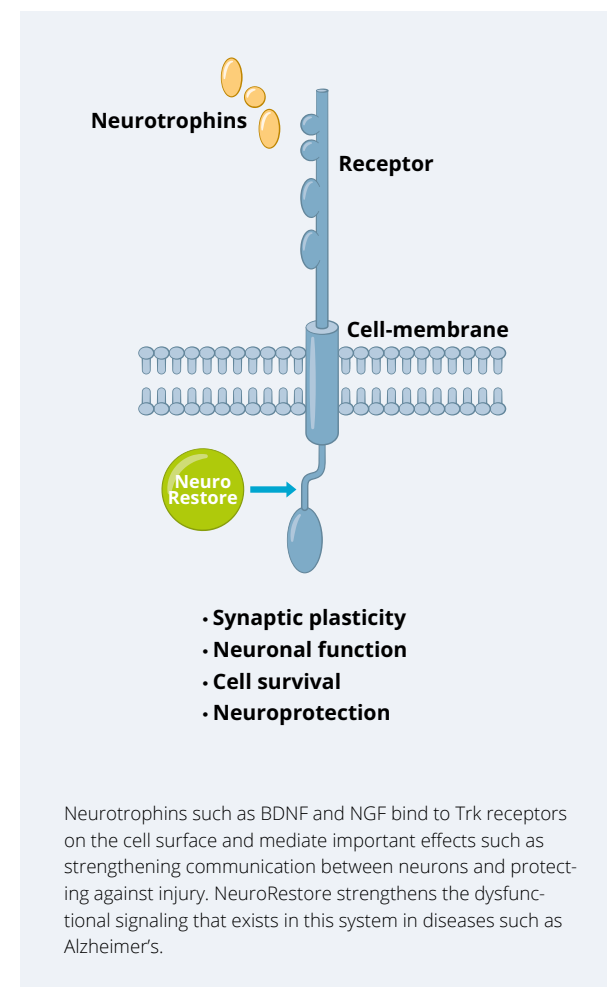 Neurotrophins
Receptor
Cell-membrane
Neuro
Restore
· Synaptic plasticity
· Neuronal function
· Cell survival
· Neuroprotection
Neurotrophins such as BDNF and NGF bind to Trk receptors
on the cell surface and mediate important effects such as
strengthening communication between neurons and protect-
ing against injury. NeuroRestore strengthens the dysfunc-
tional signaling that exists in this system in diseases such as
Alzheimer’s.